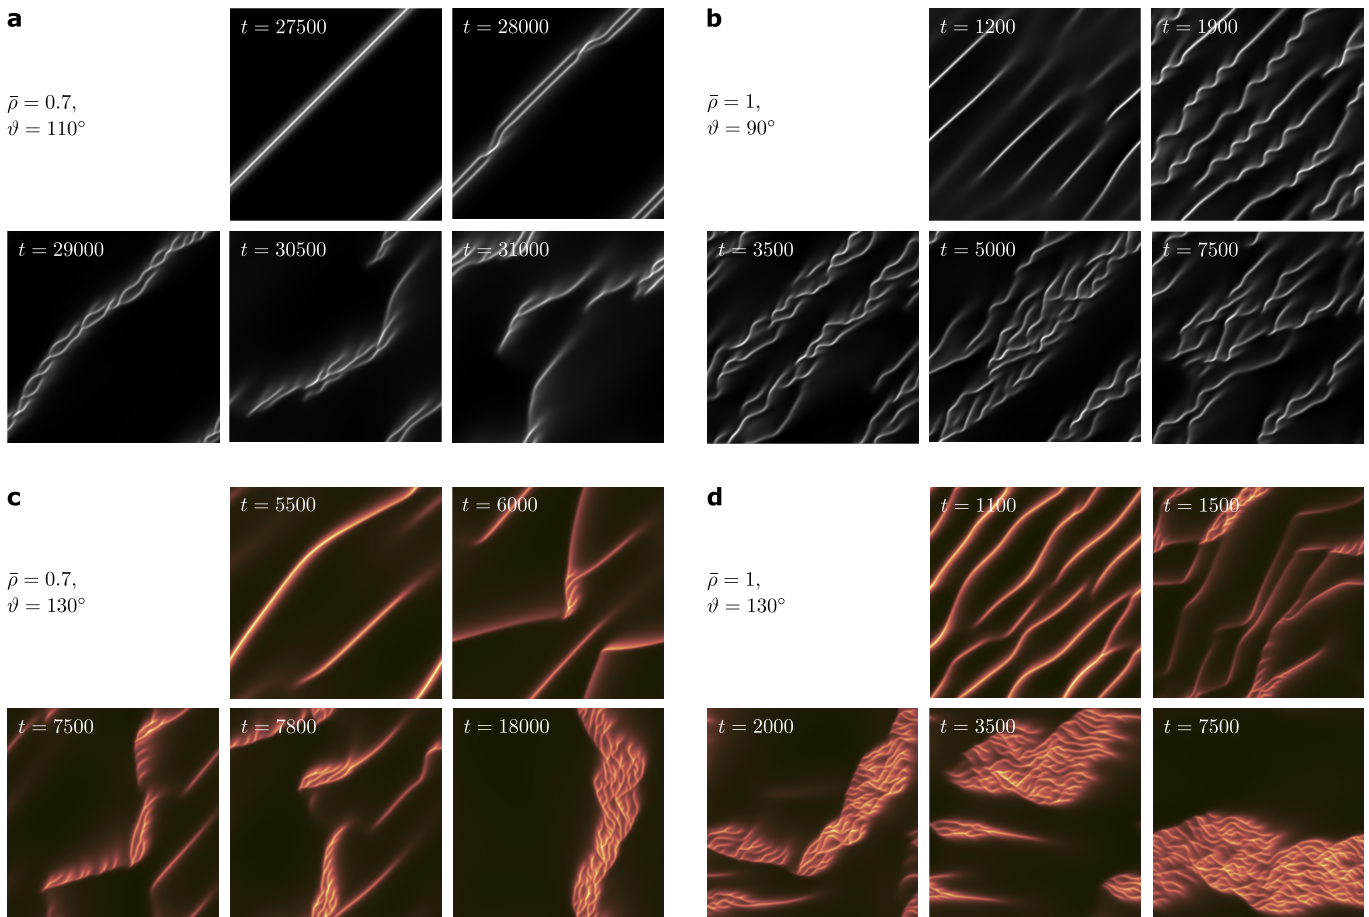 a
t = 27500
t = 28000
ρ̄ = 0.7,
ϑ = 110°
t = 29000
t = 30500
t = 31000
b
t = 1200
t = 1900
ρ̄ = 1,
ϑ = 90°
t = 3500
t = 5000
t = 7500
c
t = 5500
t = 6000
ρ̄ = 0.7,
ϑ = 130°
t = 7500
t = 7800
t = 18000
d
t = 1100
t = 1500
ρ̄ = 1,
ϑ = 130°
t = 2000
t = 3500
t = 7500